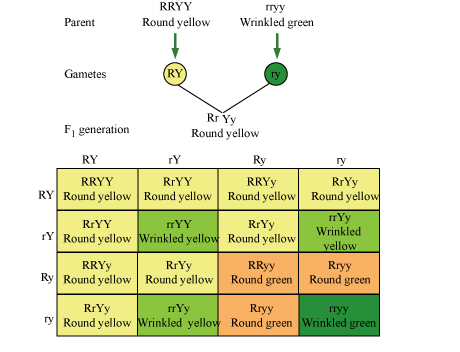 RRYY rryy
Parent Round yellow Wrinkled green
Gametes RY ry
Rr Yy
F1 generation Round yellow
RY rY Ry ry
RY RRYY RrYY RRYy RrYy
Round yellow Round yellow Round yellow Round yellow
rY RrYY rrYY RrYy rrYy
Round yellow Wrinkled yellow Round yellow Wrinkled
yellow
Ry RRYy RrYy RRyy Rryy
Round yellow Round yellow Round green Round green
ry RrYy rrYy Rryy rryy
Round yellow Wrinkled yellow Round green Wrinkled green